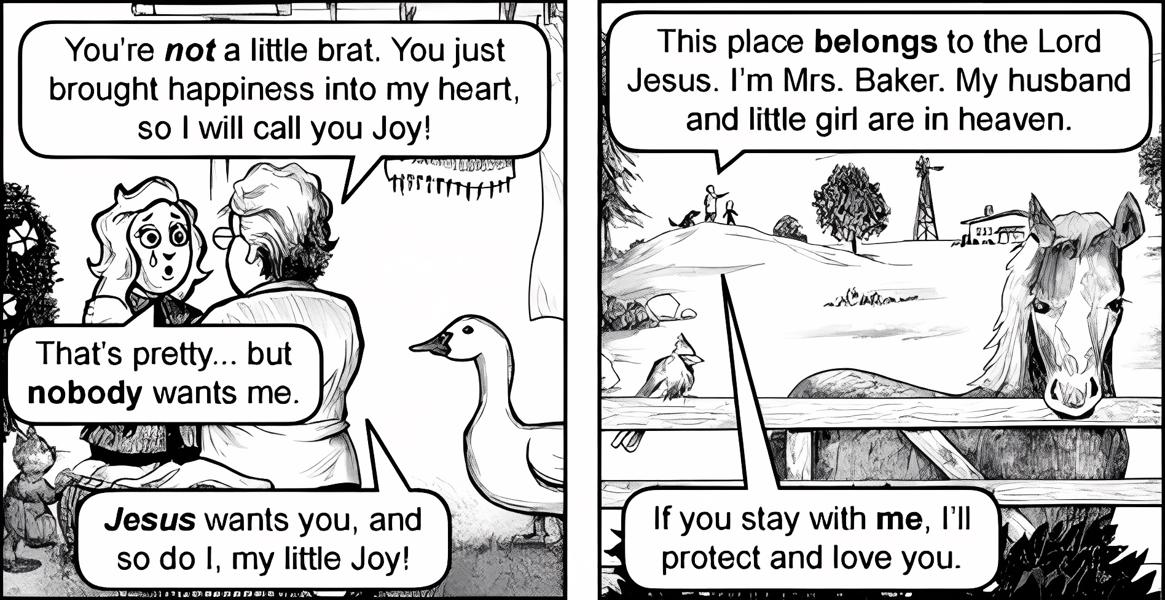 You're not a little brat. You just
brought happiness into my heart,
so I will call you Joy!
That's pretty... but
nobody wants me.
Jesus wants you, and
so do I, my little Joy!
This place belongs to the Lord
Jesus. I'm Mrs. Baker. My husband
and little girl are in heaven.
If you stay with me, I'll
protect and love you.